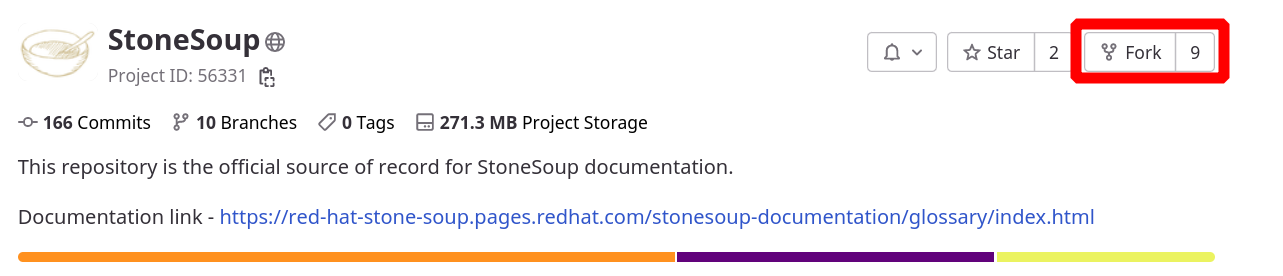 StoneSoup
Project ID: 56331
Star 2
Fork 9
166 Commits 10 Branches 0 Tags 271.3 MB Project Storage
This repository is the official source of record for StoneSoup documentation.
Documentation link - https://red-hat-stone-soup.pages.redhat.com/stonesoup-documentation/glossary/index.html